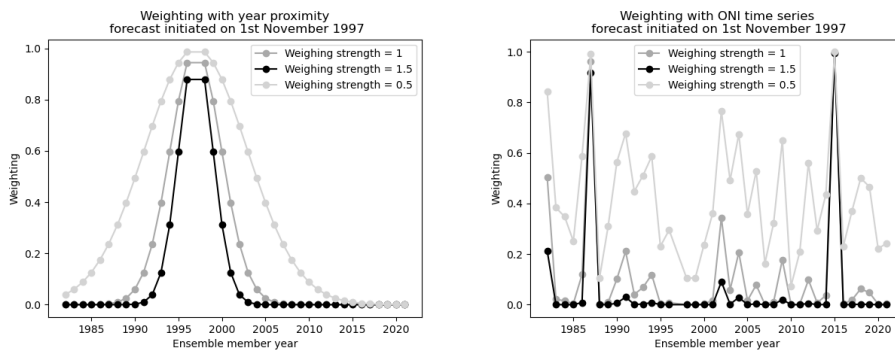 Weighting with year proximity
forecast initiated on 1st November 1997
1.0
0.8
0.6
0.4
0.2
0.0
Weighting
Weighing strength = 1
Weighing strength = 1.5
Weighing strength = 0.5
1985 1990 1995 2000 2005 2010 2015 2020
Ensemble member year
Weighting with ONI time series
forecast initiated on 1st November 1997
1.0
0.8
0.6
0.4
0.2
0.0
Weighting
Weighing strength = 1
Weighing strength = 1.5
Weighing strength = 0.5
1985 1990 1995 2000 2005 2010 2015 2020
Ensemble member year